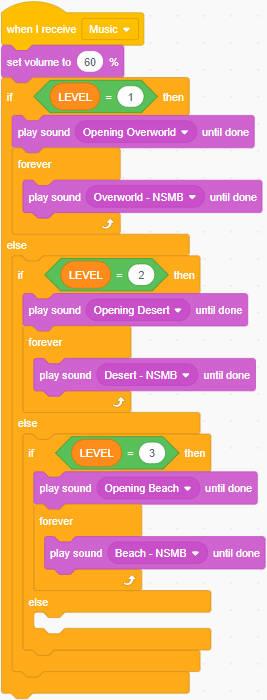 when I receive Music
set volume to 60 %
if LEVEL = 1 then
play sound Opening Overworld until done
forever
play sound Overworld - NSMB until done
else
if LEVEL = 2 then
play sound Opening Desert until done
forever
play sound Desert - NSMB until done
else
if LEVEL = 3 then
play sound Opening Beach until done
forever
play sound Beach - NSMB until done
else